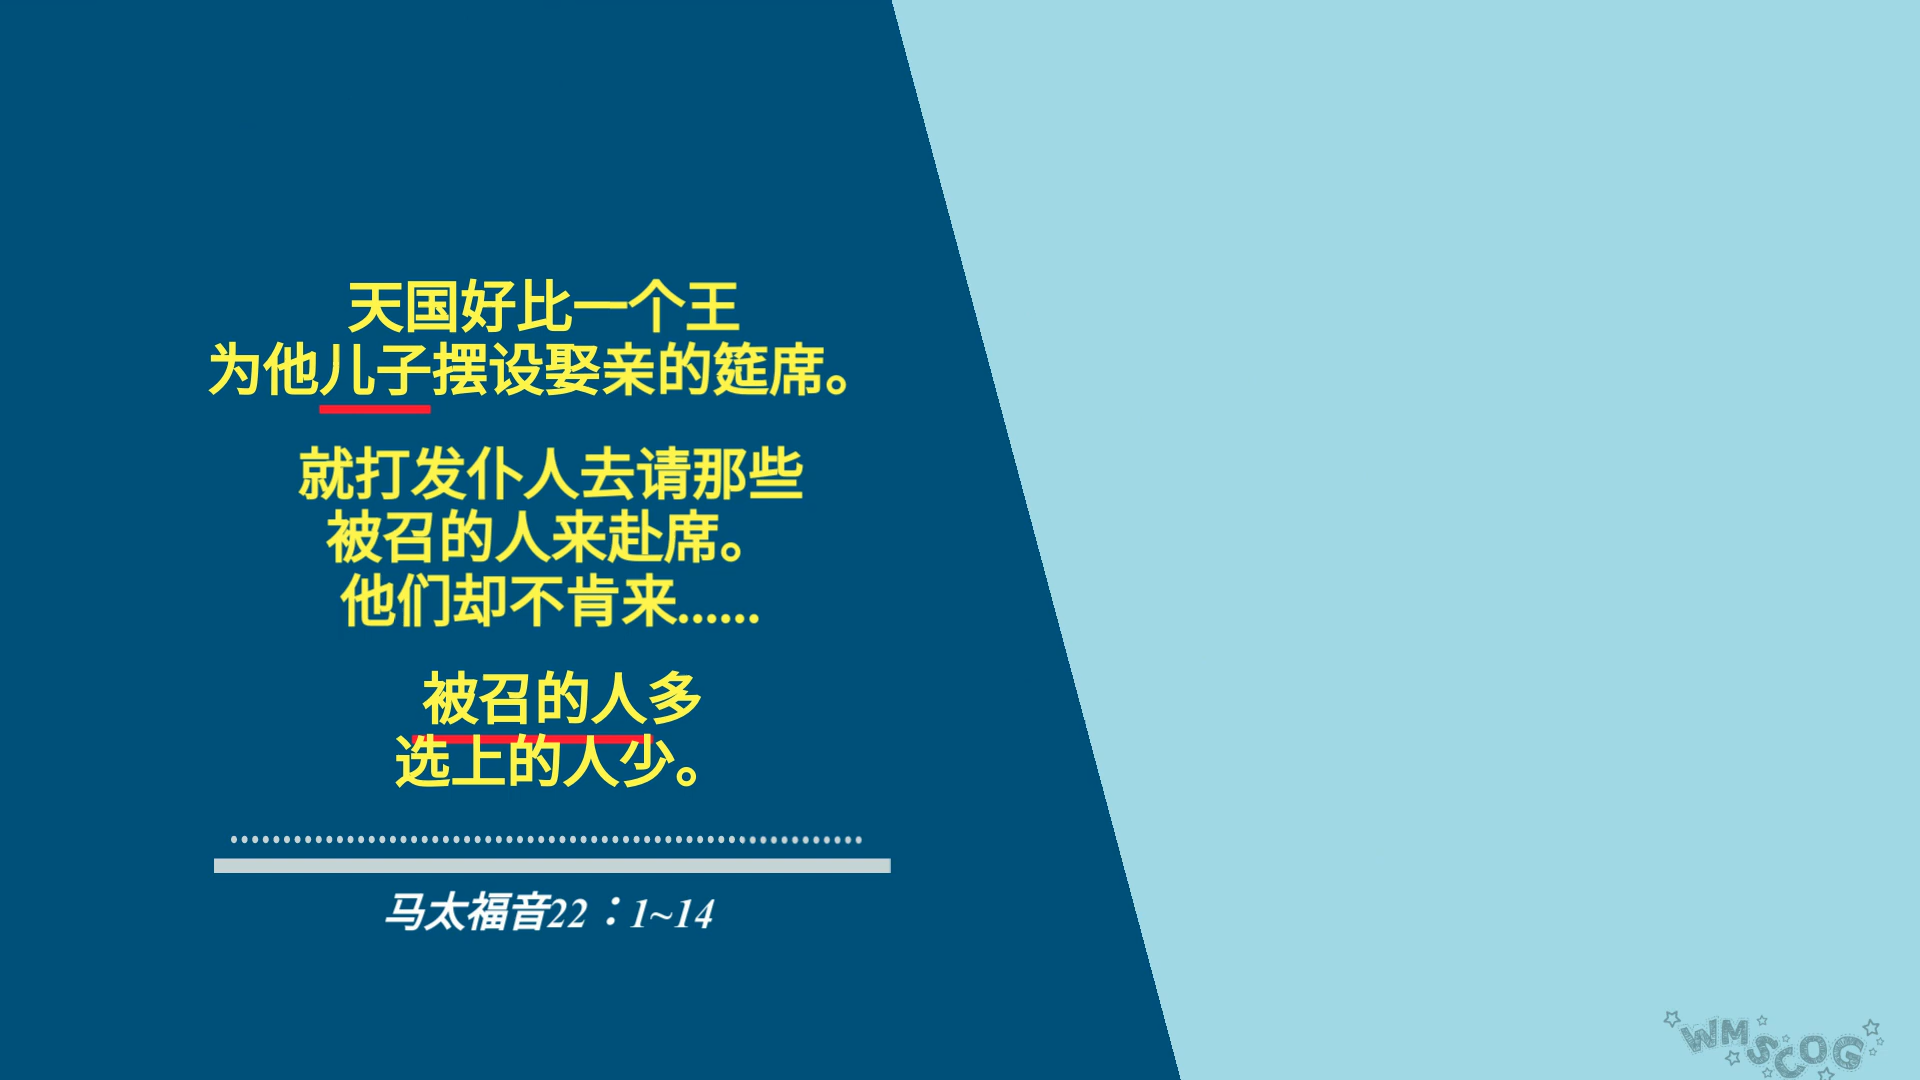 天国好比一个王
为他儿子摆设娶亲的筵席。
就打发仆人去请那些
被召的人来赴席。
他们却不肯来......
被召的人多
选上的人少。
马太福音22：1~14
WMSCOG